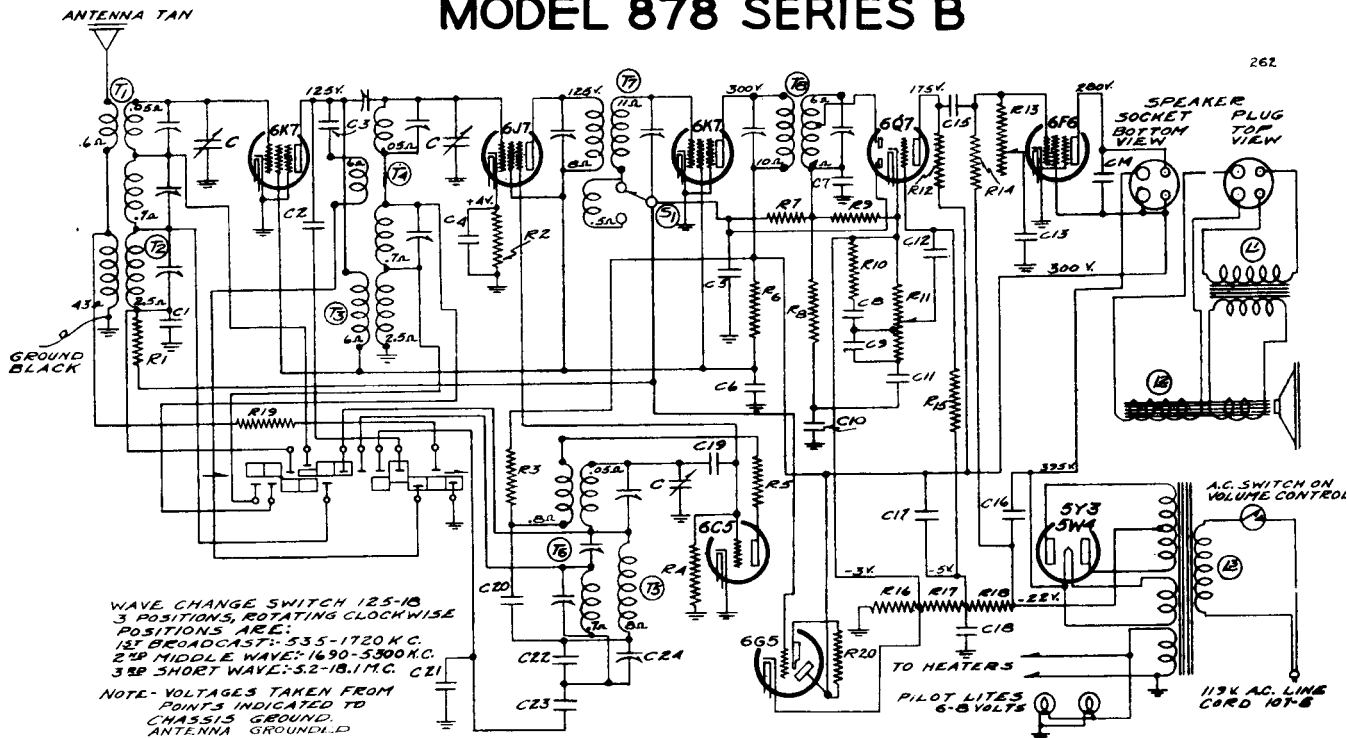 MODEL 878 SERIES B
ANTENNA TAN
262
T1
.05Ω
.6Ω
C
6K7
125V.
C3
.05Ω
C
6J7
125V.
T7
11Ω
.8Ω
300V.
6K7
T8
6Ω
10Ω
C7
6Q7
175V.
C15
R12
R14
R13
6F6
280V.
C14
SPEAKER
SOCKET
BOTTOM
VIEW
PLUG
TOP
VIEW
.7Ω
T2
43Ω
2.5Ω
C1
R1
C2
.6Ω
T4
.7Ω
T3
6Ω
2.5Ω
C4
+4V.
R2
.5Ω
S1
C5
R6
R7
R8
R9
R10
C8
C9
R11
C12
C11
C6
C10
R15
C13
300 V.
L1
L2
GROUND
BLACK
R19
R3
.05Ω
.8Ω
C
C19
R5
6C5
R4
T6
.7Ω
T5
.8Ω
C20
C22
C23
C24
C21
C17
C16
395V.
5Y3
5W4
A.C. SWITCH ON
VOLUME CONTROL
L3
-3V.
-5V.
-22V.
R16
R17
R18
C18
6G5
R20
TO HEATERS
PILOT LITES
6-8 VOLTS
115V. A.C. LINE
CORD 107-E
WAVE CHANGE SWITCH 125-18
3 POSITIONS, ROTATING CLOCKWISE
POSITIONS ARE:
1ST BROADCAST:- 535-1720 K.C.
2ND MIDDLE WAVE:- 1690-5800 K.C.
3RD SHORT WAVE:- 5.2-18.1 M.C.
NOTE- VOLTAGES TAKEN FROM
POINTS INDICATED TO
CHASSIS GROUND.
ANTENNA GROUNDED